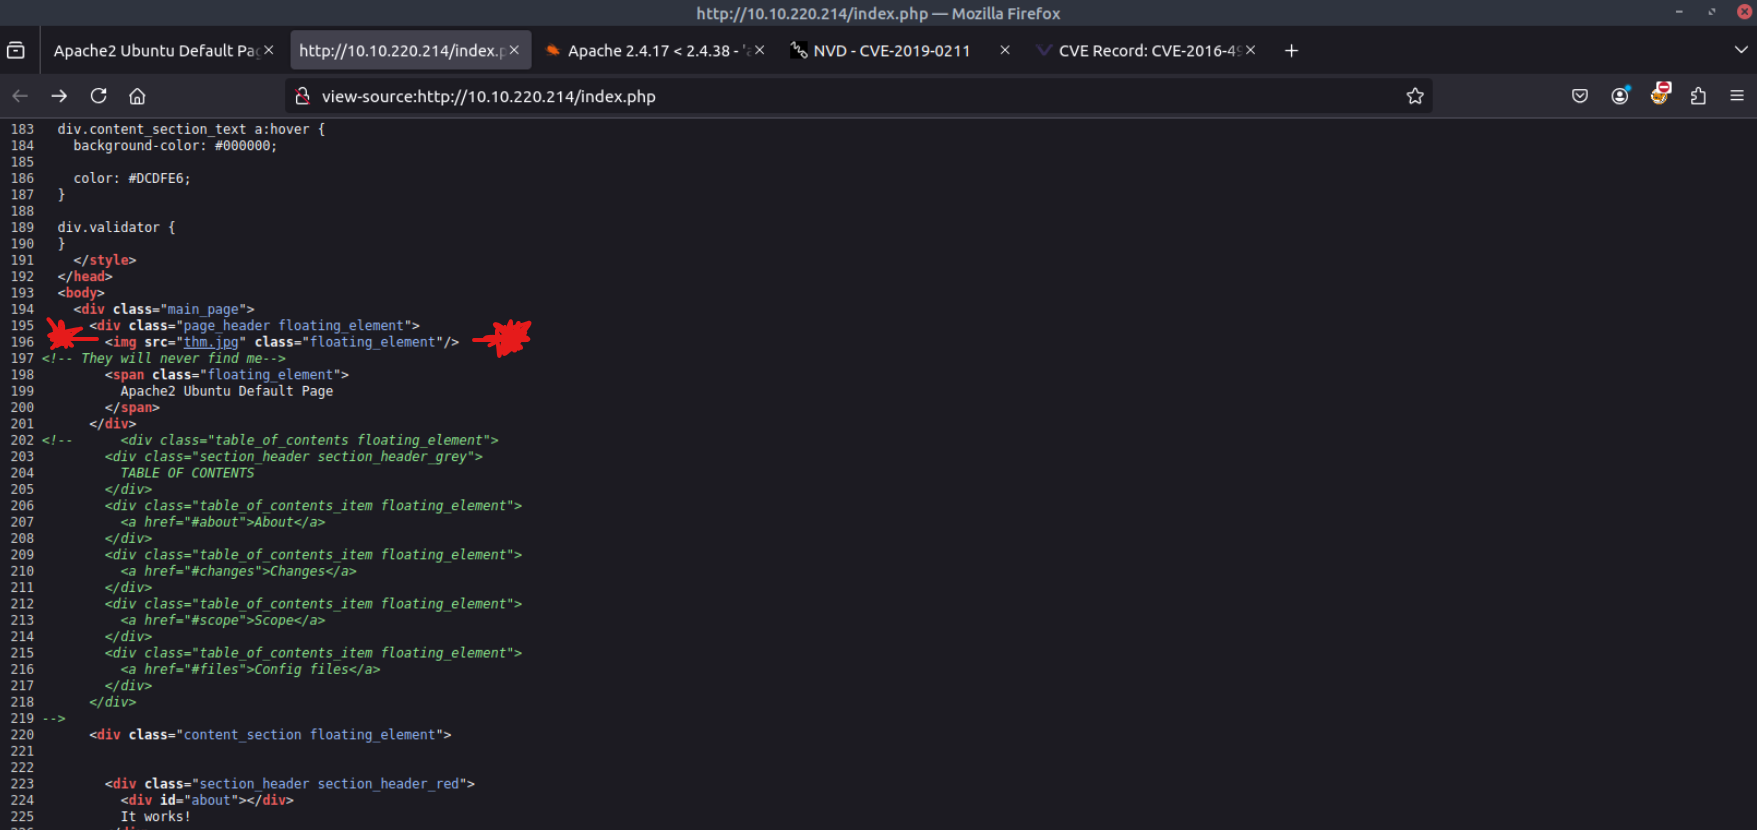 http://10.10.220.214/index.php — Mozilla Firefox
Apache2 Ubuntu Default Pag http://10.10.220.214/index.p Apache 2.4.17 < 2.4.38 - 'a NVD - CVE-2019-0211 CVE Record: CVE-2016-49
view-source:http://10.10.220.214/index.php
183 div.content_section_text a:hover {
184 background-color: #000000;
185
186 color: #DCDFE6;
187 }
188
189 div.validator {
190 }
191 </style>
192 </head>
193 <body>
194 <div class="main_page">
195 <div class="page_header floating_element">
196 <img src="thm.jpg" class="floating_element"/>
197 <!-- They will never find me-->
198 <span class="floating_element">
199 Apache2 Ubuntu Default Page
200 </span>
201 </div>
202 <!-- <div class="table_of_contents floating_element">
203 <div class="section_header section_header_grey">
204 TABLE OF CONTENTS
205 </div>
206 <div class="table_of_contents_item floating_element">
207 <a href="#about">About</a>
208 </div>
209 <div class="table_of_contents_item floating_element">
210 <a href="#changes">Changes</a>
211 </div>
212 <div class="table_of_contents_item floating_element">
213 <a href="#scope">Scope</a>
214 </div>
215 <div class="table_of_contents_item floating_element">
216 <a href="#files">Config files</a>
217 </div>
218 </div>
219 -->
220 <div class="content_section floating_element">
221
222
223 <div class="section_header section_header_red">
224 <div id="about"></div>
225 It works!